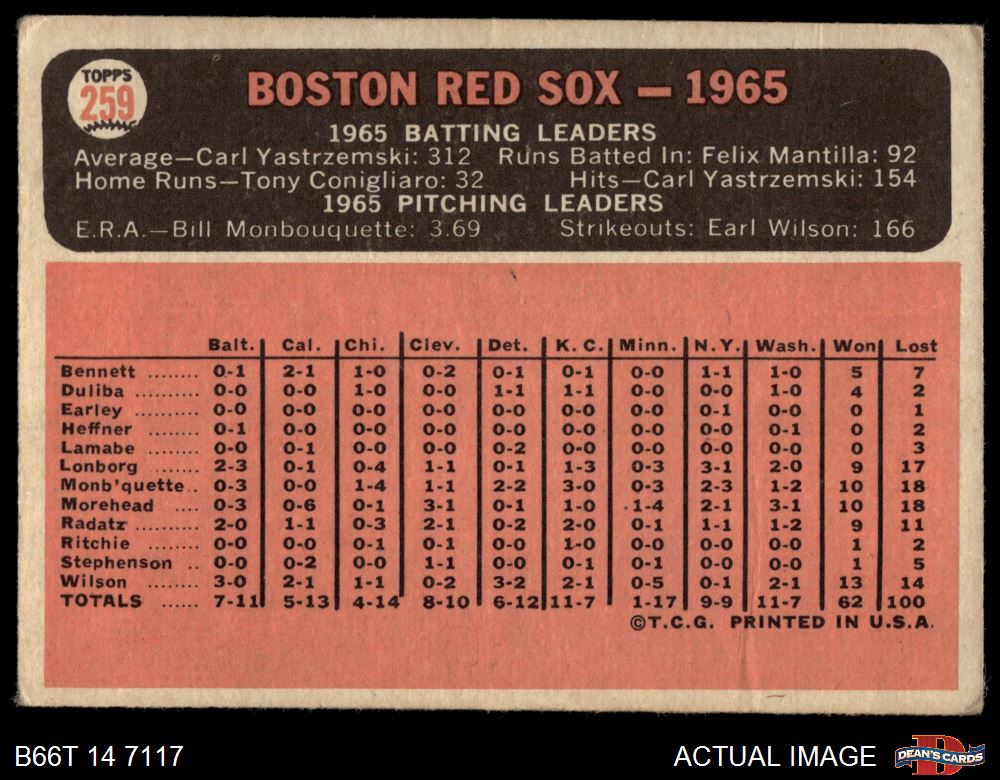 TOPPS
259
BOSTON RED SOX — 1965
1965 BATTING LEADERS
Average—Carl Yastrzemski: 312 Runs Batted In: Felix Mantilla: 92
Home Runs—Tony Conigliaro: 32 Hits—Carl Yastrzemski: 154
1965 PITCHING LEADERS
E.R.A.—Bill Monbouquette: 3.69 Strikeouts: Earl Wilson: 166
Balt. Cal. Chi. Clev. Det. K. C. Minn. N. Y. Wash. Won Lost
Bennett ........ 0-1 2-1 1-0 0-2 0-1 0-1 0-0 1-1 1-0 5 7
Duliba .......... 0-0 0-0 1-0 0-0 1-1 1-1 0-0 0-0 1-0 4 2
Earley .......... 0-0 0-0 0-0 0-0 0-0 0-0 0-0 0-1 0-0 0 1
Heffner ........ 0-1 0-0 0-0 0-0 0-0 0-0 0-0 0-0 0-1 0 2
Lamabe ........ 0-0 0-1 0-0 0-0 0-2 0-0 0-0 0-0 0-0 0 3
Lonborg ........ 2-3 0-1 0-4 1-1 0-1 1-3 0-3 3-1 2-0 9 17
Monb'quette.. 0-3 0-0 1-4 1-1 2-2 3-0 0-3 2-3 1-2 10 18
Morehead .... 0-3 0-6 0-1 3-1 0-1 1-0 1-4 2-1 3-1 10 18
Radatz .......... 2-0 1-1 0-3 2-1 0-2 2-0 0-1 1-1 1-2 9 11
Ritchie ........ 0-0 0-0 0-1 0-1 0-0 1-0 0-0 0-0 0-0 1 2
Stephenson .. 0-0 0-2 0-0 1-1 0-0 0-1 0-1 0-0 0-0 1 5
Wilson ........ 3-0 2-1 1-1 0-2 3-2 2-1 0-5 0-1 2-1 13 14
TOTALS ...... 7-11 5-13 4-14 8-10 6-12 11-7 1-17 9-9 11-7 62 100
©T.C.G. PRINTED IN U.S.A.
B66T 14 7117 ACTUAL IMAGE DEAN'S CARDS